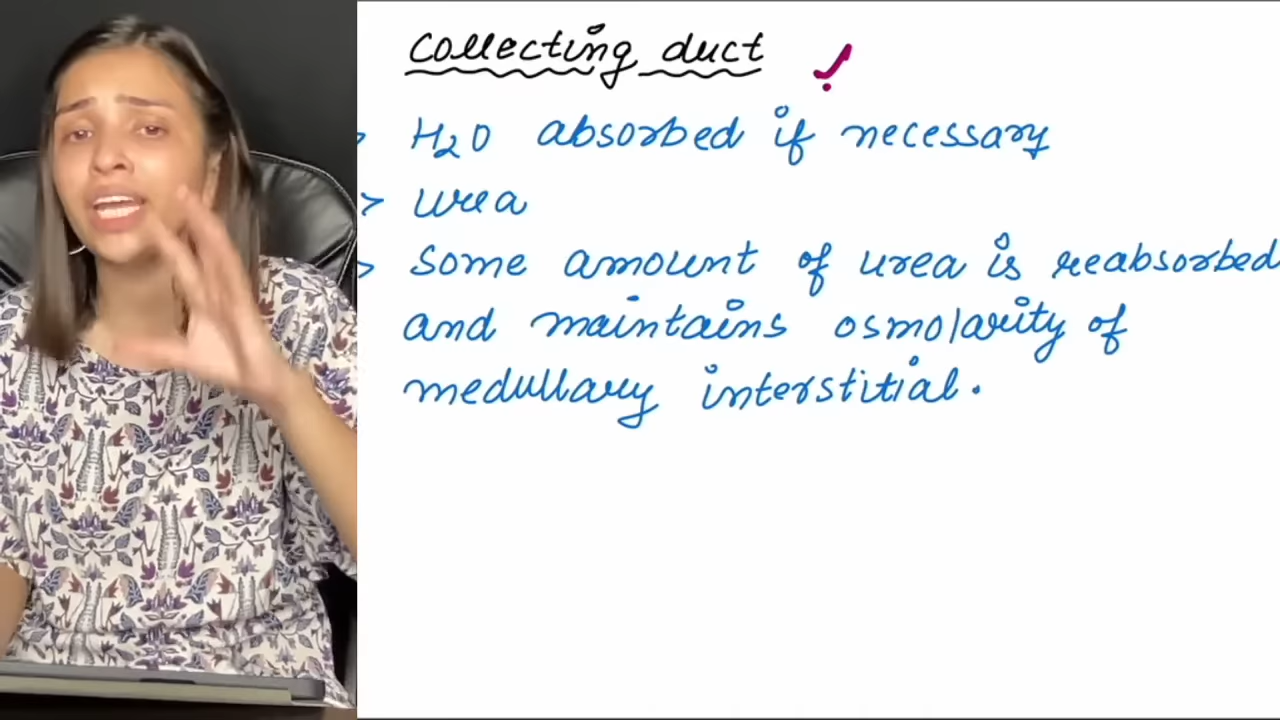 Collecting duct
> H2O absorbed if necessary
> urea
> Some amount of urea is reabsorbed
and maintains osmolarity of
medullary interstitial.